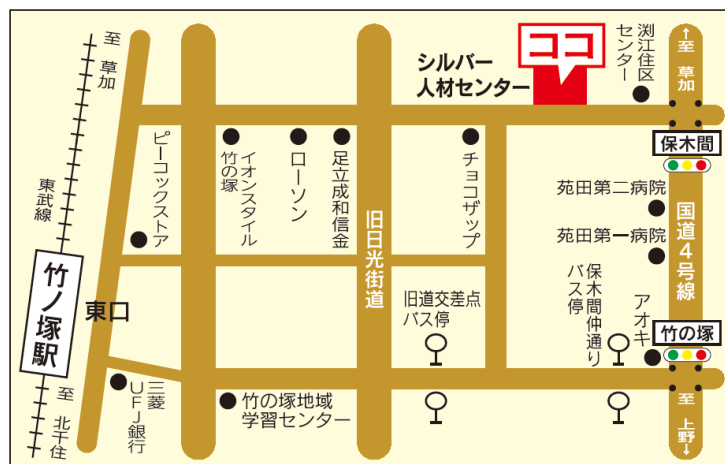 至 草加
東武線
竹ノ塚駅
至 北千住
東口
ピーコックストア
三菱
UFJ銀行
イオンスタイル
竹の塚
ローソン
足立成和信金
旧日光街道
竹の塚地域
学習センター
シルバー
人材センター
ココ
チョコザップ
旧道交差点
バス停
渕江住区
センター
↑至 草加
保木間
苑田第二病院
苑田第一病院
国道4号線
保木間仲通り
バス停
アオキ
竹の塚
至 上野↓